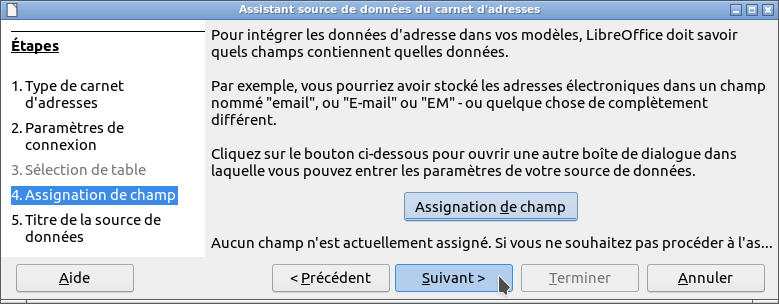 Assistant source de données du carnet d'adresses
Étapes
1. Type de carnet
d'adresses
2. Paramètres de
connexion
3. Sélection de table
4. Assignation de champ
5. Titre de la source de
données
Pour intégrer les données d'adresse dans vos modèles, LibreOffice doit savoir
quels champs contiennent quelles données.
Par exemple, vous pourriez avoir stocké les adresses électroniques dans un champ
nommé "email", ou "E-mail" ou "EM" - ou quelque chose de complètement
différent.
Cliquez sur le bouton ci-dessous pour ouvrir une autre boîte de dialogue dans
laquelle vous pouvez entrer les paramètres de votre source de données.
Assignation de champ
Aucun champ n'est actuellement assigné. Si vous ne souhaitez pas procéder à l'as...
Aide
< Précédent
Suivant >
Terminer
Annuler